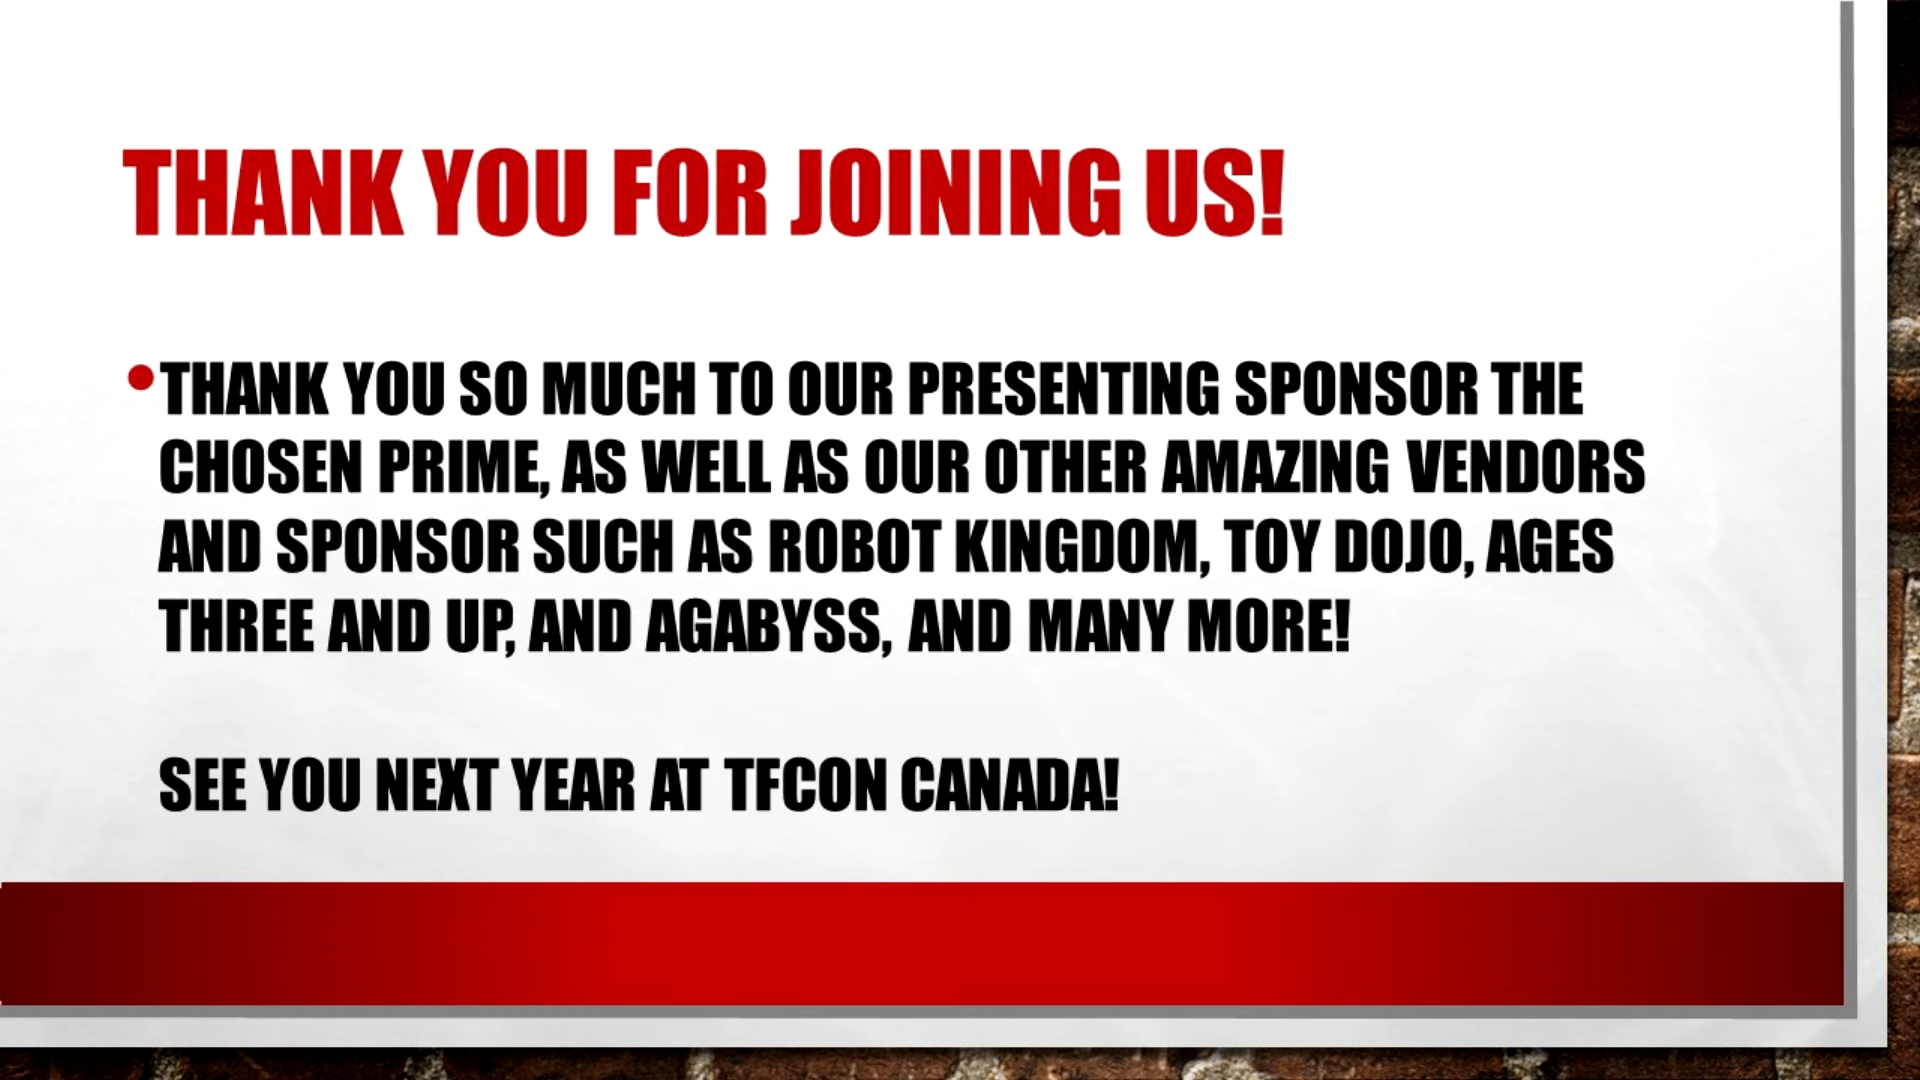 THANK YOU FOR JOINING US!
•THANK YOU SO MUCH TO OUR PRESENTING SPONSOR THE
CHOSEN PRIME, AS WELL AS OUR OTHER AMAZING VENDORS
AND SPONSOR SUCH AS ROBOT KINGDOM, TOY DOJO, AGES
THREE AND UP, AND AGABYSS, AND MANY MORE!
SEE YOU NEXT YEAR AT TFCON CANADA!